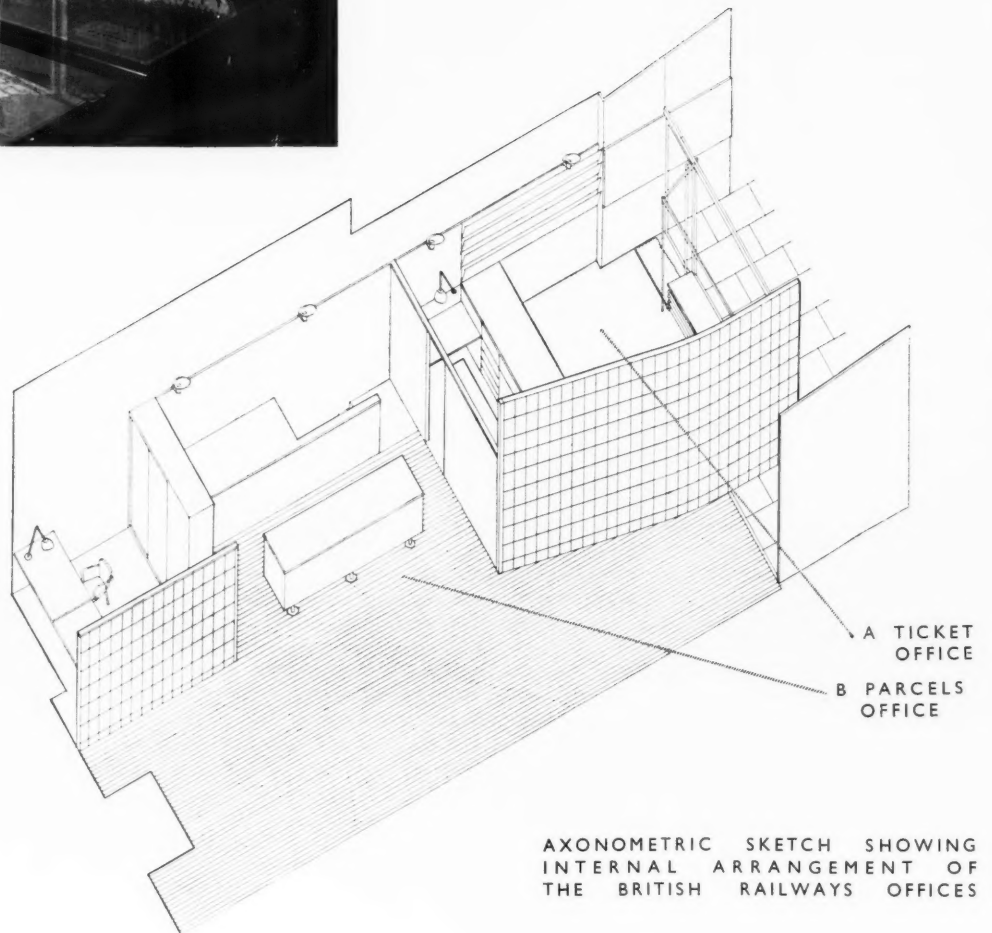 A TICKET
OFFICE
B PARCELS
OFFICE
AXONOMETRIC SKETCH SHOWING
INTERNAL ARRANGEMENT OF
THE BRITISH RAILWAYS OFFICES